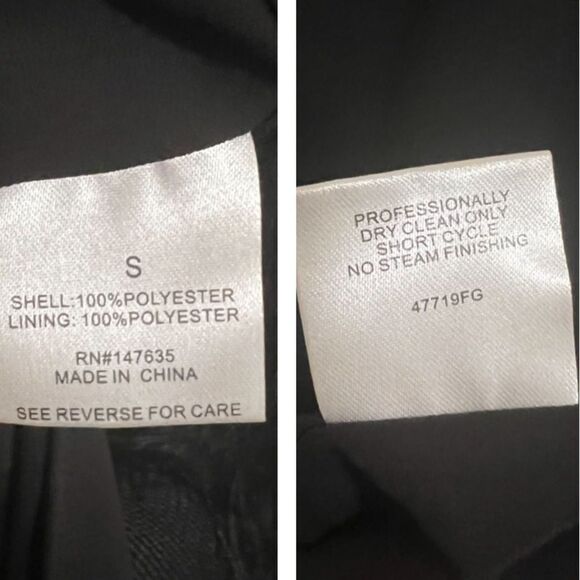 S
SHELL:100%POLYESTER
LINING: 100%POLYESTER
RN#147635
MADE IN CHINA
SEE REVERSE FOR CARE
PROFESSIONALLY
DRY CLEAN ONLY
SHORT CYCLE
NO STEAM FINISHING
47719FG